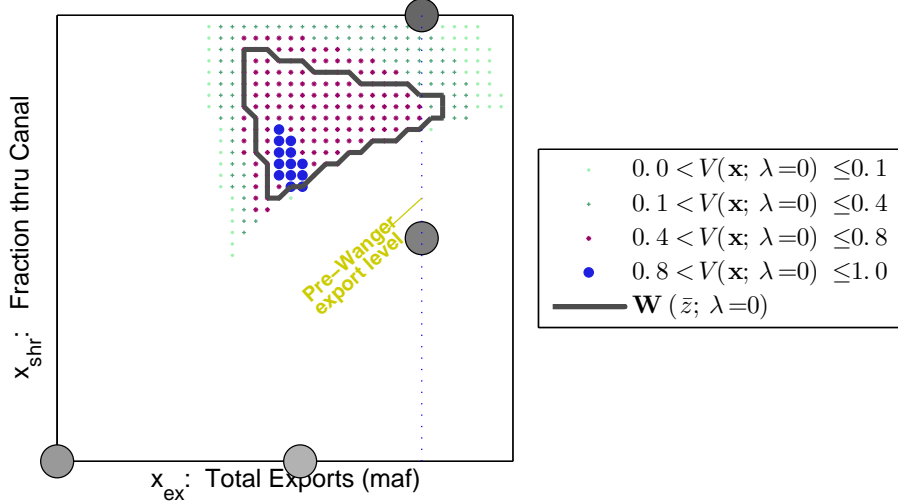 x_shr: Fraction thru Canal
Pre-Wanger
export level
x_ex: Total Exports (maf)
0.0 < V(x; λ=0) ≤0.1
0.1 < V(x; λ=0) ≤0.4
0.4 < V(x; λ=0) ≤0.8
0.8 < V(x; λ=0) ≤1.0
W (z̄; λ=0)